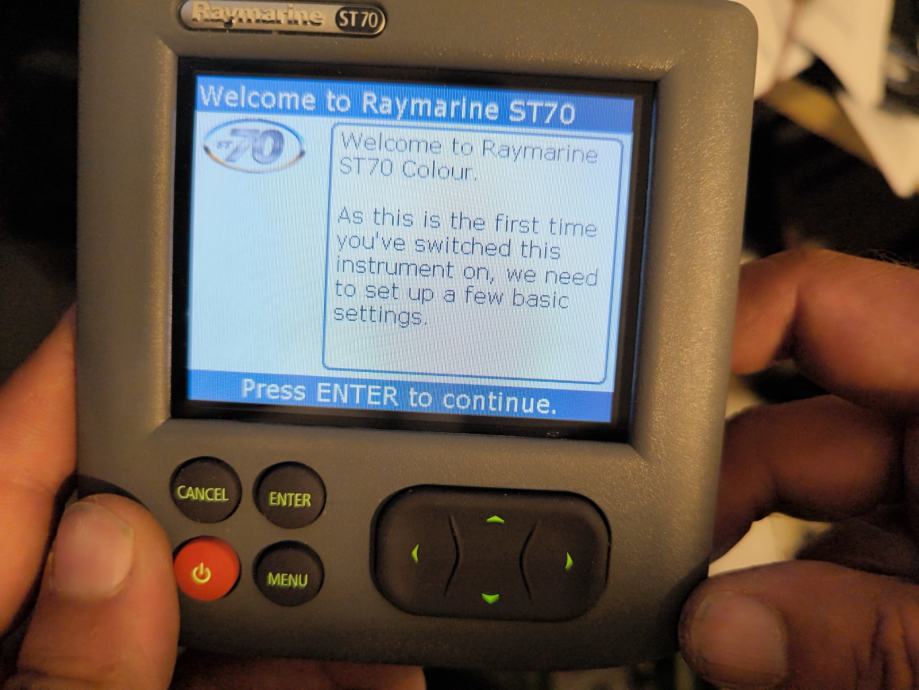 Raymarine ST70
Welcome to Raymarine ST70
ST70
Welcome to Raymarine
ST70 Colour.
As this is the first time
you've switched this
instrument on, we need
to set up a few basic
settings.
Press ENTER to continue.
CANCEL
ENTER
MENU